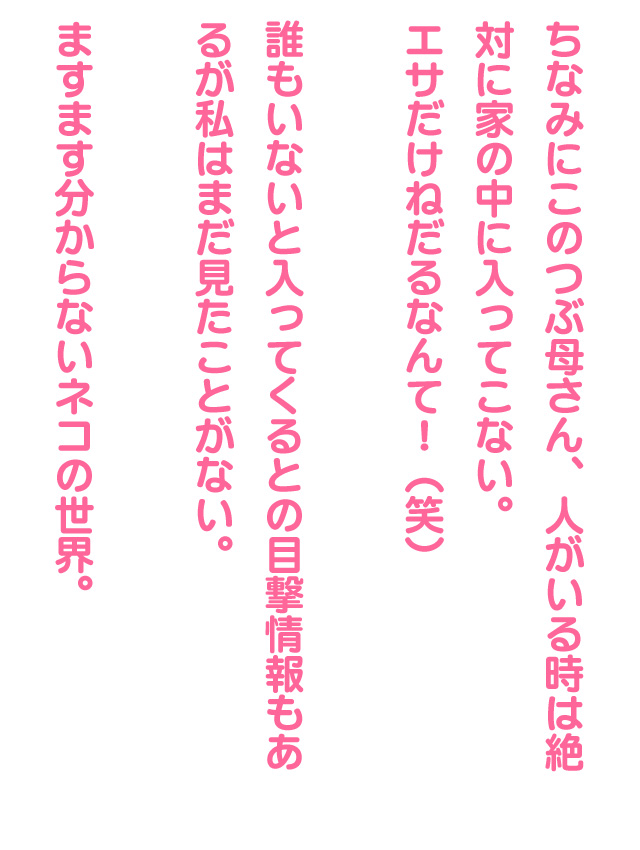 ちなみにこのつぶ母さん、人がいる時は絶
対に家の中に入ってこない。
エサだけねだるなんて！（笑）
誰もいないと入ってくるとの目撃情報もあ
るが私はまだ見たことがない。
ますます分からないネコの世界。